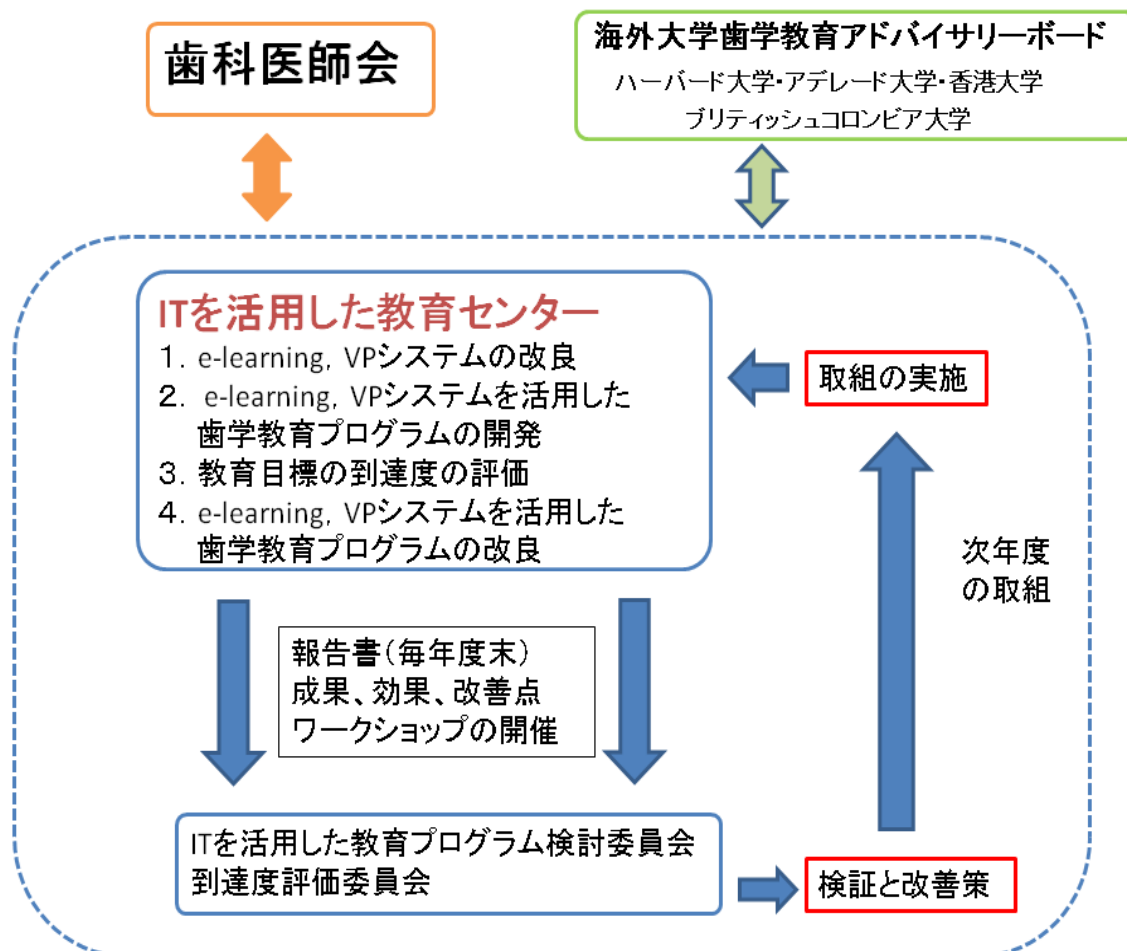 歯科医師会
海外大学歯学教育アドバイザリーボード
ハーバード大学・アデレード大学・香港大学
ブリティッシュコロンビア大学
ITを活用した教育センター
1. e-learning, VPシステムの改良
2. e-learning, VPシステムを活用した
歯学教育プログラムの開発
3. 教育目標の到達度の評価
4. e-learning, VPシステムを活用した
歯学教育プログラムの改良
取組の実施
次年度
の取組
報告書(毎年度末)
成果、効果、改善点
ワークショップの開催
ITを活用した教育プログラム検討委員会
到達度評価委員会
検証と改善策